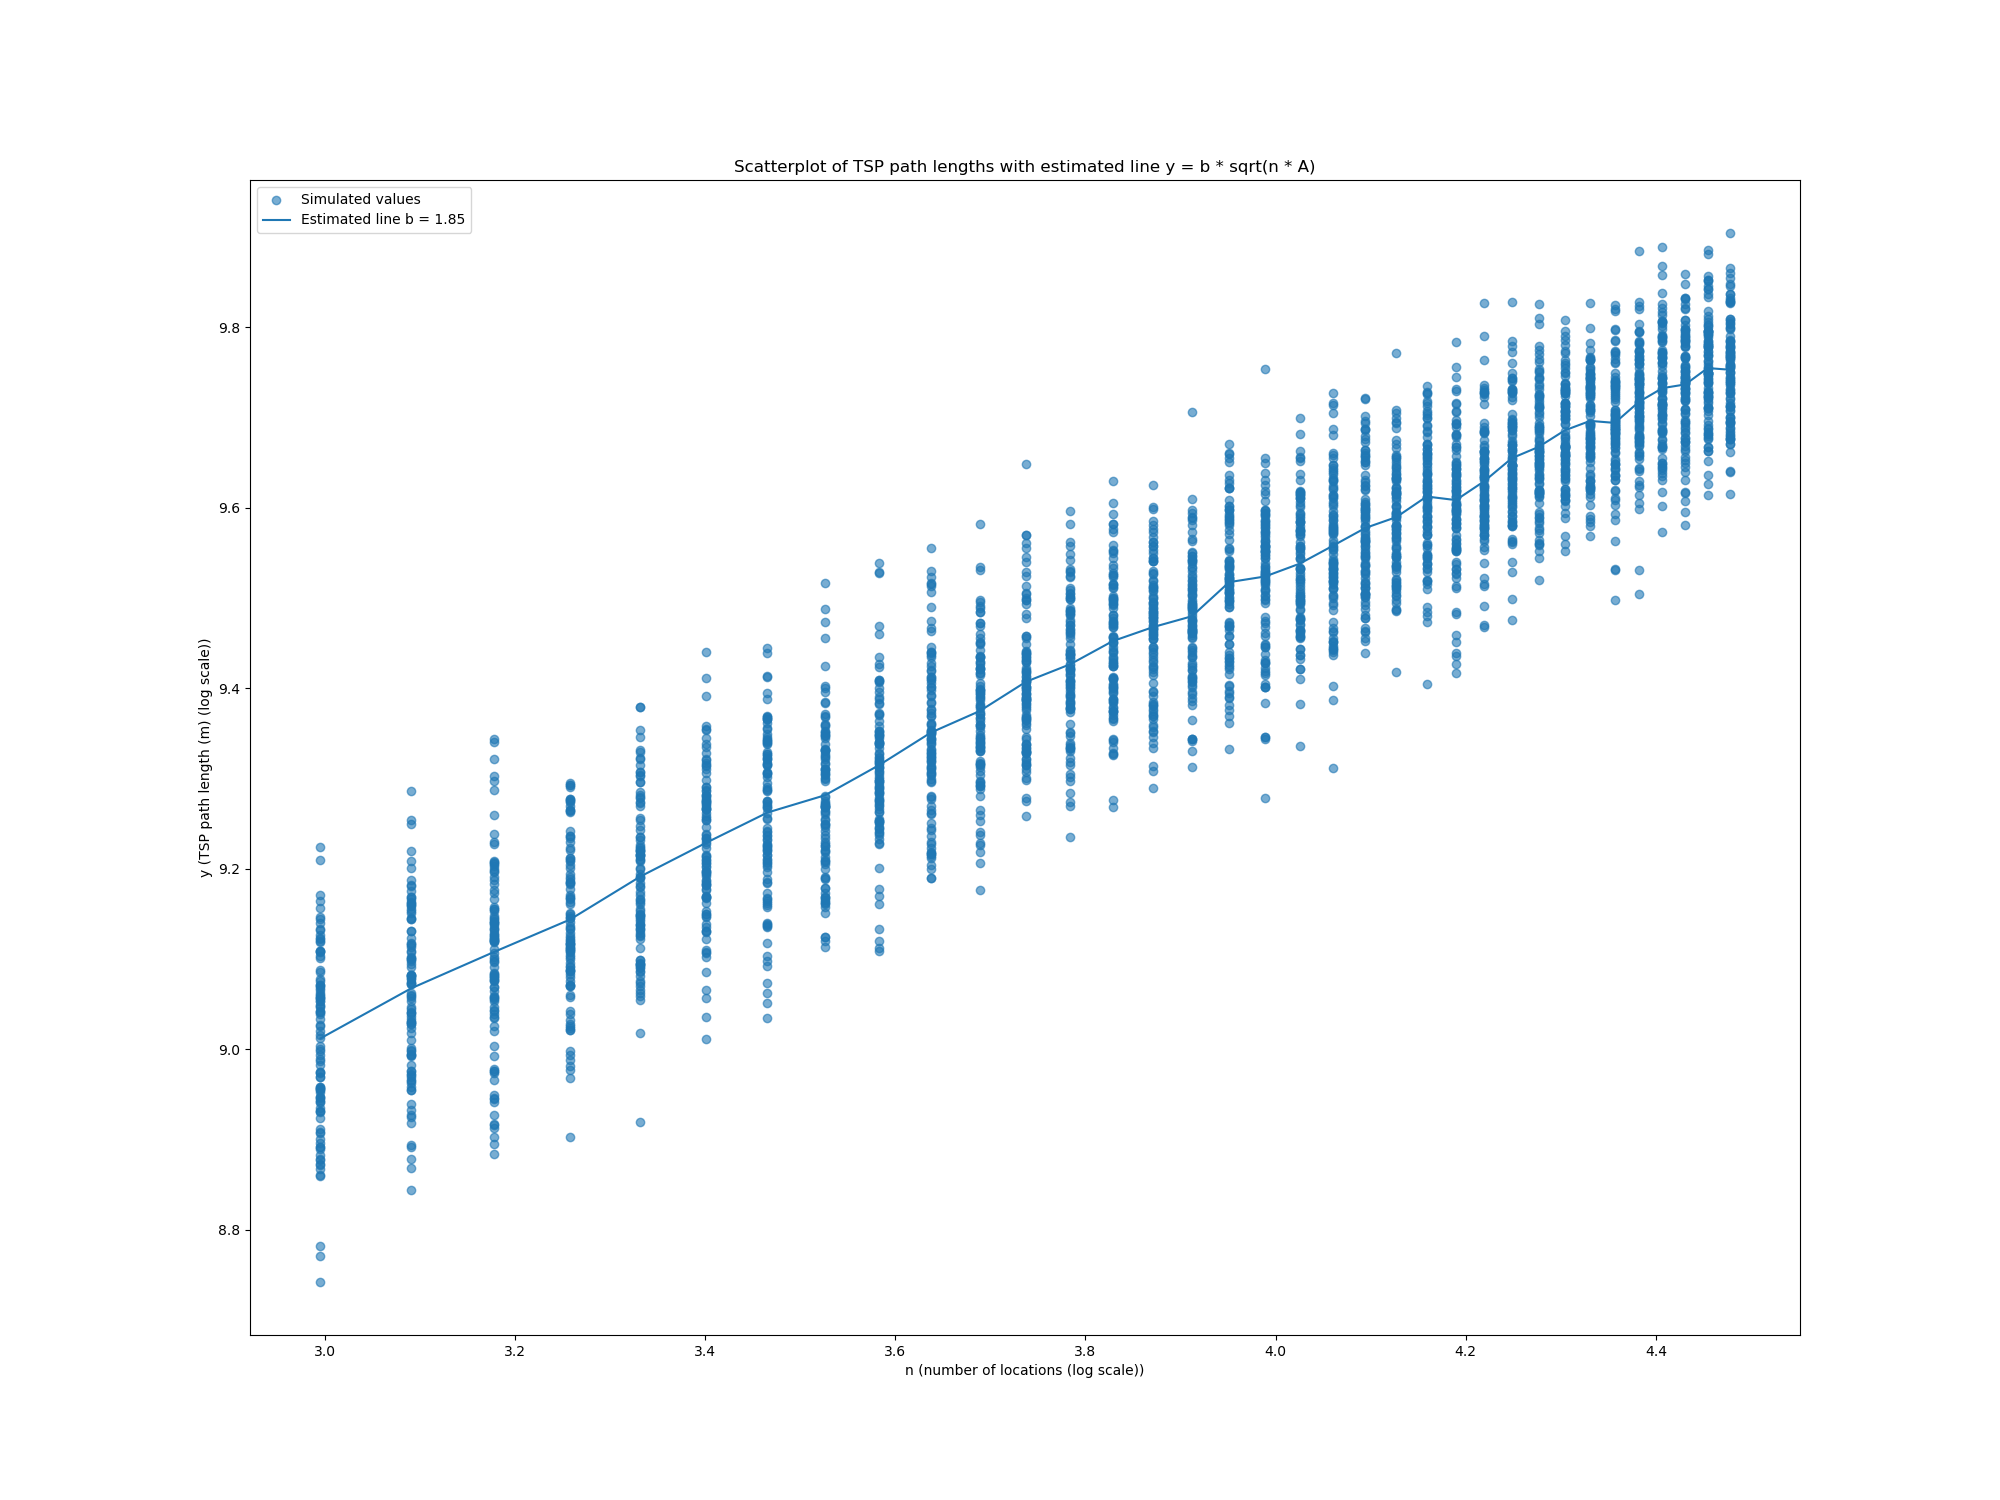 Scatterplot of TSP path lengths with estimated line y = b * sqrt(n * A)
Simulated values
Estimated line b = 1.85
9.8
9.6
9.4
9.2
9.0
8.8
y (TSP path length (m) (log scale))
3.0 3.2 3.4 3.6 3.8 4.0 4.2 4.4
n (number of locations (log scale))